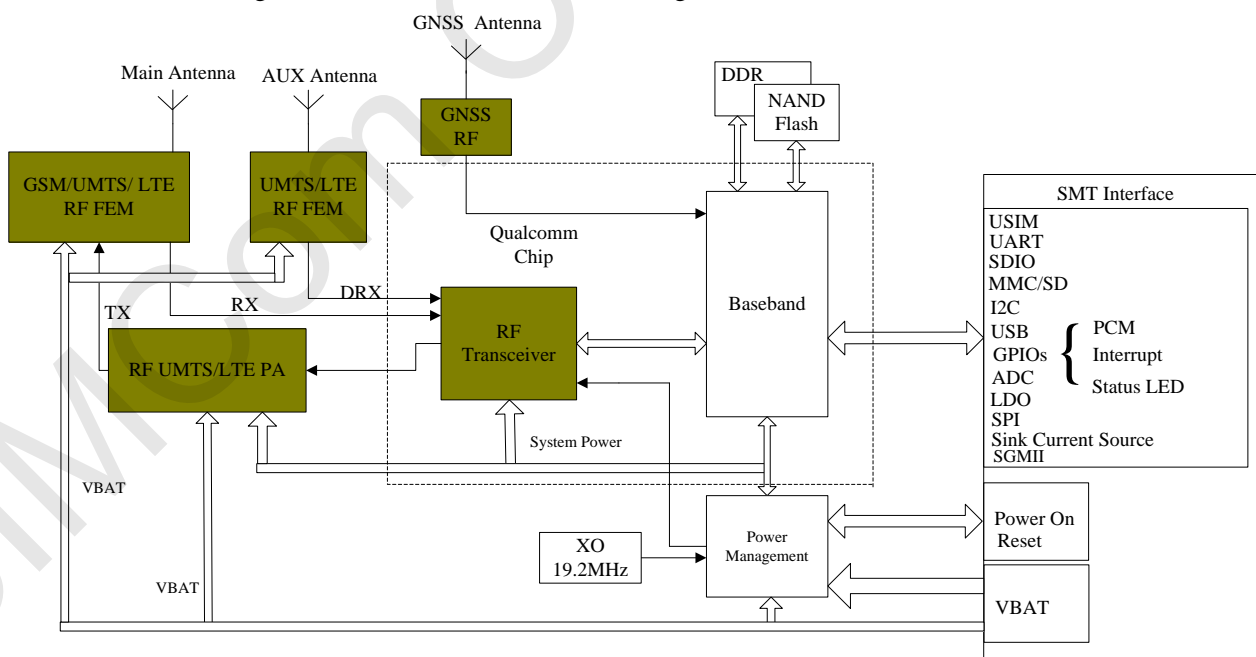 GNSS Antenna
Main Antenna
AUX Antenna
DDR
NAND
Flash
GNSS
RF
GSM/UMTS/ LTE
RF FEM
UMTS/LTE
RF FEM
SMT Interface
USIM
UART
SDIO
MMC/SD
I2C
USB
GPIOs
ADC
LDO
SPI
Sink Current Source
SGMII
{
PCM
Interrupt
Status LED
Qualcomm
Chip
Baseband
DRX
RX
TX
RF
Transceiver
RF UMTS/LTE PA
System Power
VBAT
VBAT
XO
19.2MHz
Power
Management
Power On
Reset
VBAT